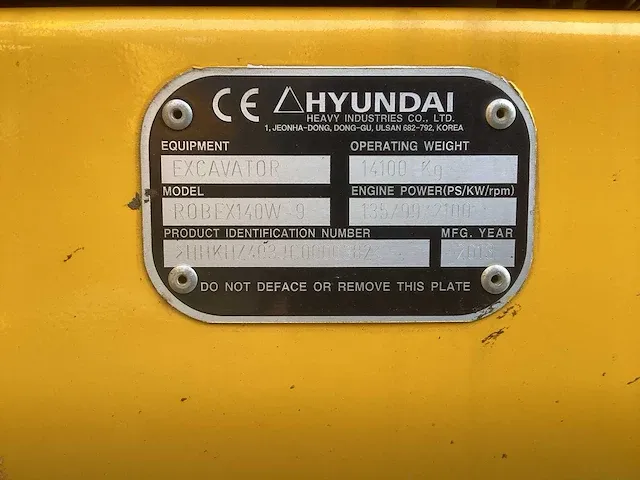 CE HYUNDAI
HEAVY INDUSTRIES CO., LTD.
1, JEONHA-DONG, DONG-GU, ULSAN 682-792, KOREA
EQUIPMENT OPERATING WEIGHT
EXCAVATOR 14100 Kg
MODEL ENGINE POWER(PS/KW/rpm)
ROBEX140W-9
PRODUCT IDENTIFICATION NUMBER MFG. YEAR
DO NOT DEFACE OR REMOVE THIS PLATE